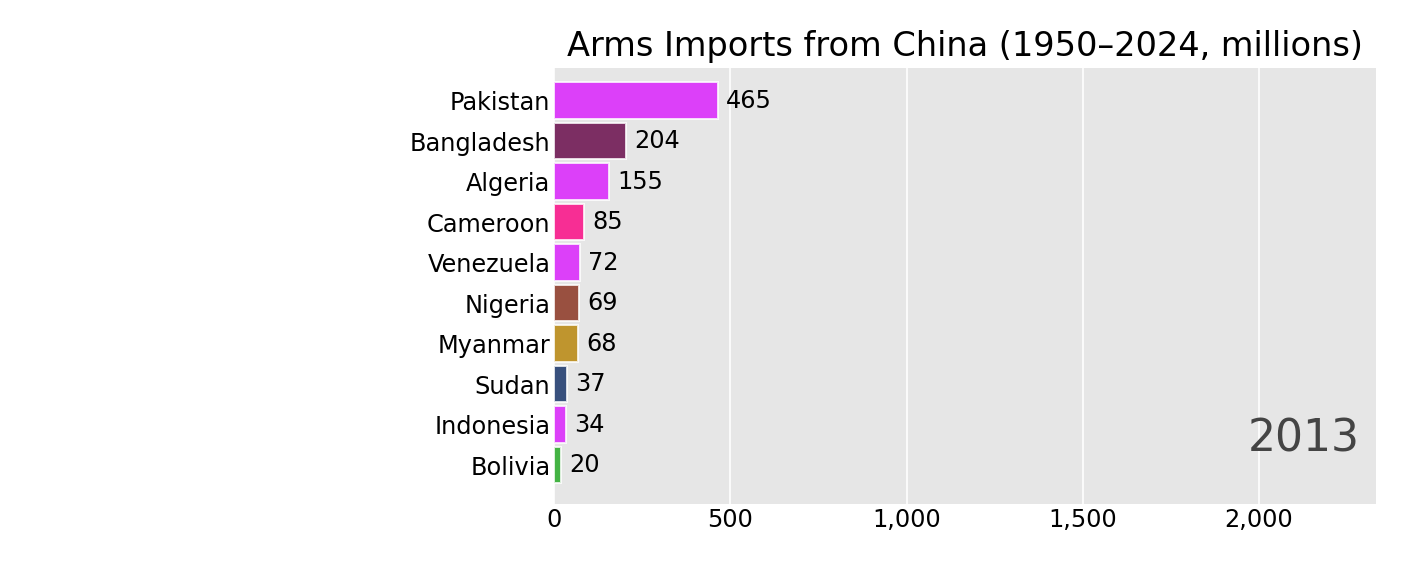 Arms Imports from China (1950–2024, millions)
Pakistan 465
Bangladesh 204
Algeria 155
Cameroon 85
Venezuela 72
Nigeria 69
Myanmar 68
Sudan 37
Indonesia 34
Bolivia 20
2013
0 500 1,000 1,500 2,000